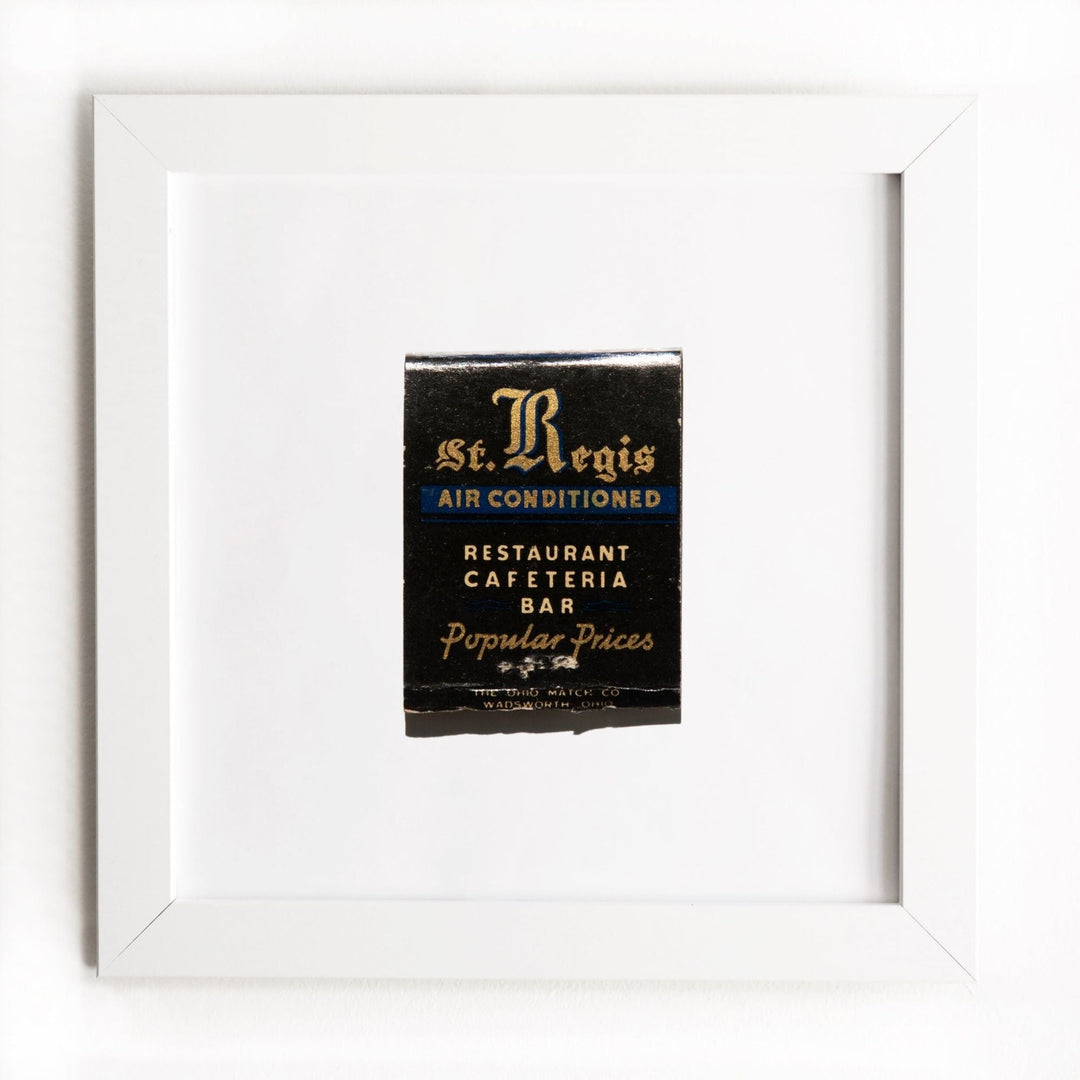 St. Regis
AIR CONDITIONED
RESTAURANT
CAFETERIA
BAR
Popular Prices
THE OHIO MATCH CO
WADSWORTH, OHIO